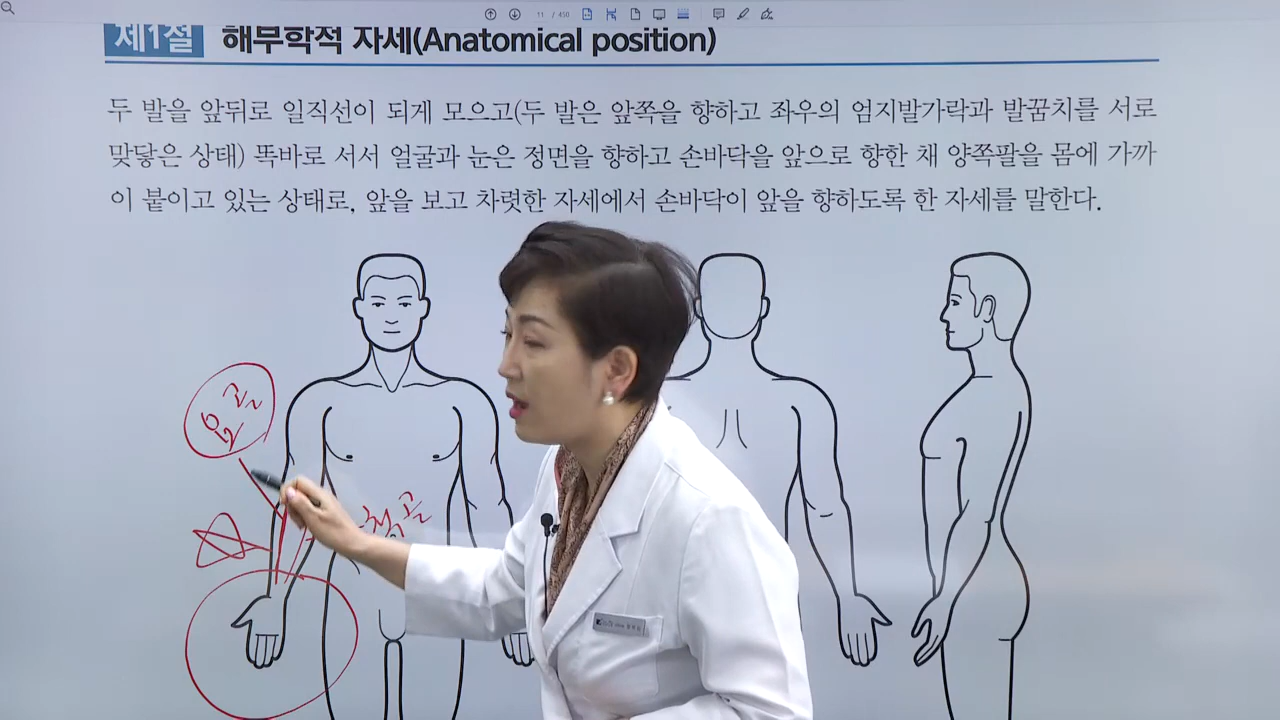 11 / 450
제1절 해부학적 자세(Anatomical position)
두 발을 앞뒤로 일직선이 되게 모으고(두 발은 앞쪽을 향하고 좌우의 엄지발가락과 발꿈치를 서로
맞닿은 상태) 똑바로 서서 얼굴과 눈은 정면을 향하고 손바닥을 앞으로 향한 채 양쪽팔을 몸에 가까
이 붙이고 있는 상태로, 앞을 보고 차렷한 자세에서 손바닥이 앞을 향하도록 한 자세를 말한다.
요골
척골